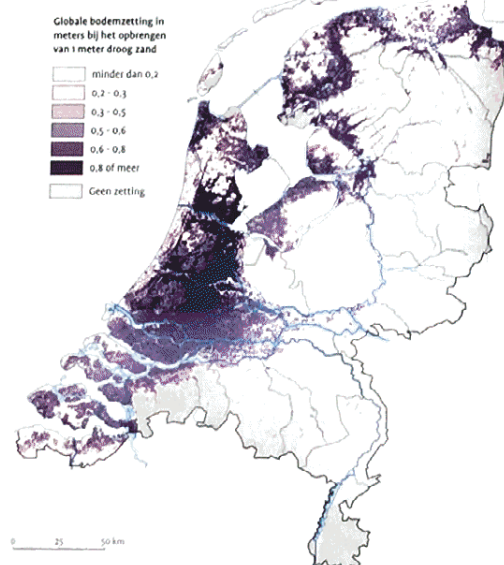 Globale bodemzetting in
meters bij het opbrengen
van 1 meter droog zand
minder dan 0,2
0,2 - 0,3
0,3 - 0,5
0,5 - 0,6
0,6 - 0,8
0,8 of meer
Geen zetting
0 25 50 km